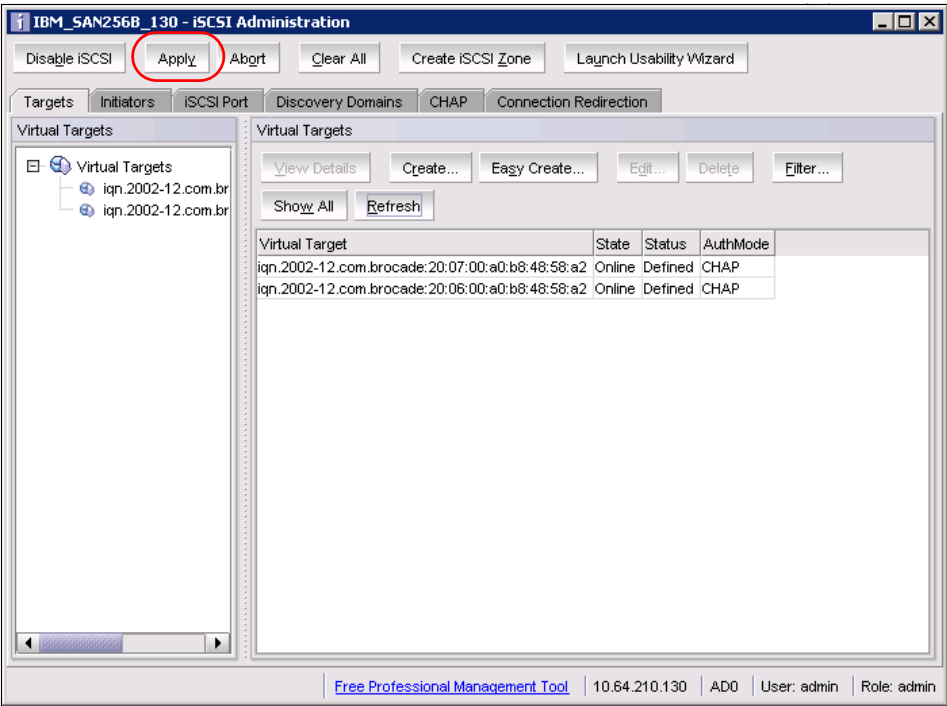 IBM_SAN256B_130 - iSCSI Administration
Disable iSCSI Apply Abort Clear All Create iSCSI Zone Launch Usability Wizard
Targets Initiators iSCSI Port Discovery Domains CHAP Connection Redirection
Virtual Targets
Virtual Targets
iqn.2002-12.com.br
iqn.2002-12.com.br
Virtual Targets
View Details Create... Easy Create... Edit... Delete Filter...
Show All Refresh
Virtual Target State Status AuthMode
iqn.2002-12.com.brocade:20:07:00:a0:b8:48:58:a2 Online Defined CHAP
iqn.2002-12.com.brocade:20:06:00:a0:b8:48:58:a2 Online Defined CHAP
Free Professional Management Tool 10.64.210.130 AD0 User: admin Role: admin